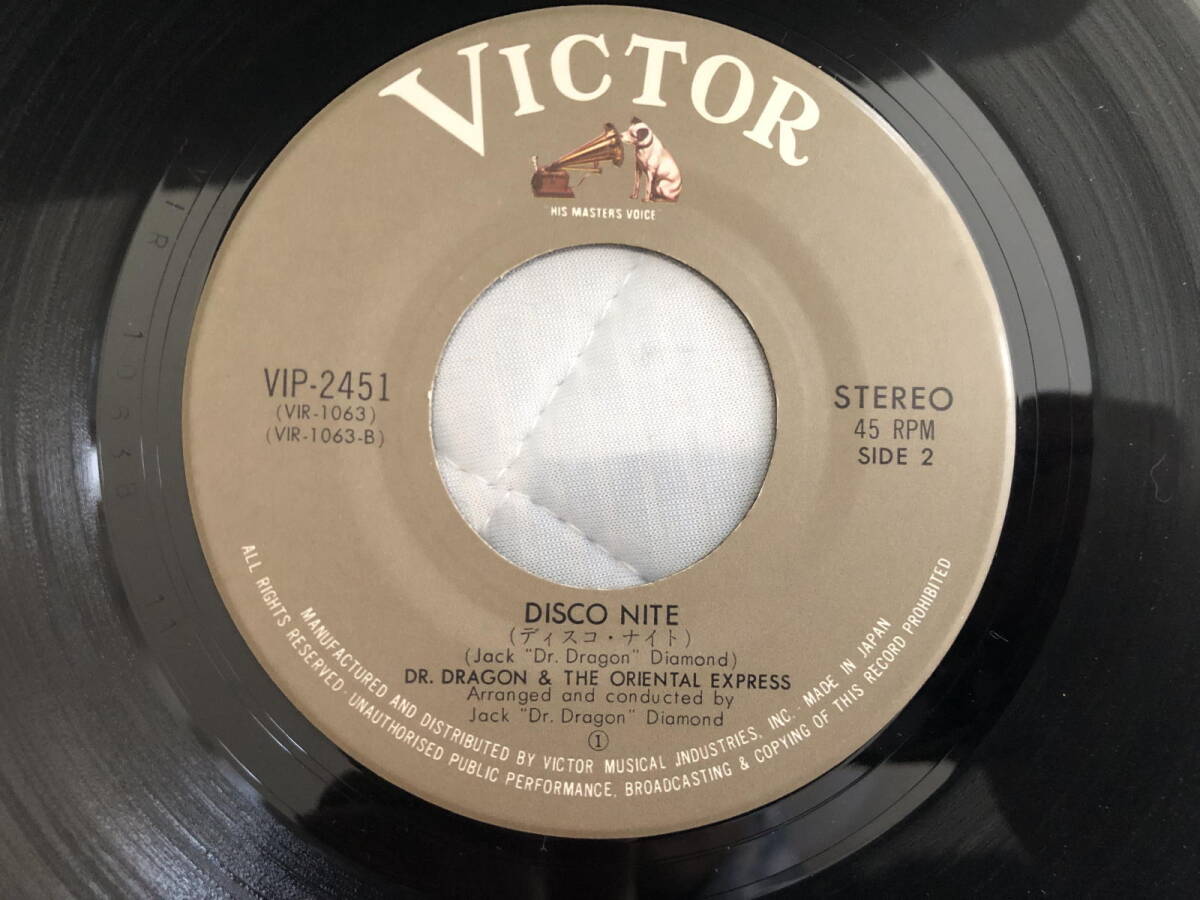 VICTOR
"HIS MASTER'S VOICE"
VIP-2451
(VIR-1063)
(VIR-1063-B)
STEREO
45 RPM
SIDE 2
DISCO NITE
(ディスコ・ナイト)
(Jack "Dr. Dragon" Diamond)
DR. DRAGON & THE ORIENTAL EXPRESS
Arranged and conducted by
Jack "Dr. Dragon" Diamond
①
MANUFACTURED AND DISTRIBUTED BY VICTOR MUSICAL JNDUSTRIES, INC. · MADE IN JAPAN
ALL RIGHTS RESERVED · UNAUTHORISED PUBLIC PERFORMANCE, BROADCASTING & COPYING OF THIS RECORD PROHIBITED